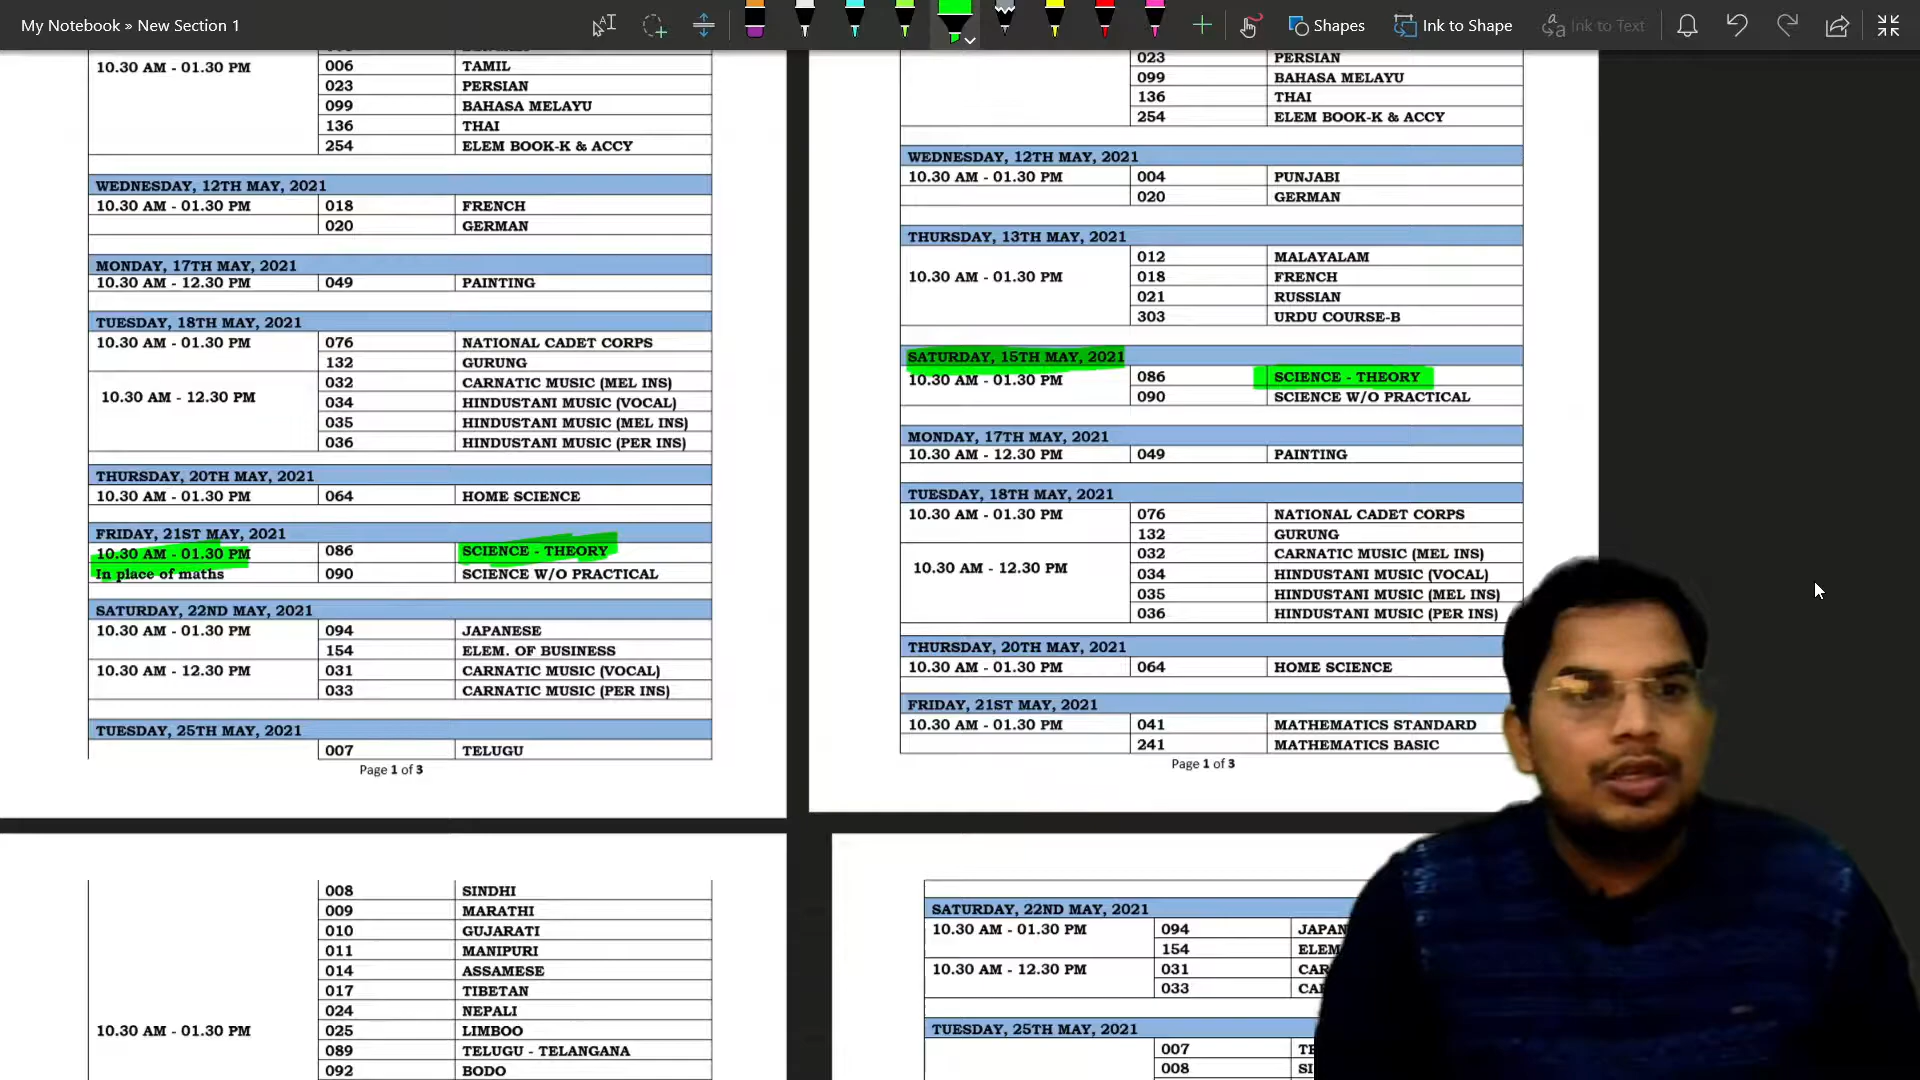 My Notebook » New Section 1
Shapes
Ink to Shape
Ink to Text
10.30 AM - 01.30 PM
006 TAMIL
023 PERSIAN
099 BAHASA MELAYU
136 THAI
254 ELEM BOOK-K & ACCY
WEDNESDAY, 12TH MAY, 2021
10.30 AM - 01.30 PM 018 FRENCH
020 GERMAN
MONDAY, 17TH MAY, 2021
10.30 AM - 12.30 PM 049 PAINTING
TUESDAY, 18TH MAY, 2021
10.30 AM - 01.30 PM 076 NATIONAL CADET CORPS
132 GURUNG
10.30 AM - 12.30 PM
032 CARNATIC MUSIC (MEL INS)
034 HINDUSTANI MUSIC (VOCAL)
035 HINDUSTANI MUSIC (MEL INS)
036 HINDUSTANI MUSIC (PER INS)
THURSDAY, 20TH MAY, 2021
10.30 AM - 01.30 PM 064 HOME SCIENCE
FRIDAY, 21ST MAY, 2021
10.30 AM - 01.30 PM 086 SCIENCE - THEORY
In place of maths 090 SCIENCE W/O PRACTICAL
SATURDAY, 22ND MAY, 2021
10.30 AM - 01.30 PM 094 JAPANESE
154 ELEM. OF BUSINESS
10.30 AM - 12.30 PM 031 CARNATIC MUSIC (VOCAL)
033 CARNATIC MUSIC (PER INS)
TUESDAY, 25TH MAY, 2021
007 TELUGU
Page 1 of 3
008 SINDHI
009 MARATHI
010 GUJARATI
011 MANIPURI
014 ASSAMESE
017 TIBETAN
024 NEPALI
10.30 AM - 01.30 PM 025 LIMBOO
089 TELUGU - TELANGANA
092 BODO
023 PERSIAN
099 BAHASA MELAYU
136 THAI
254 ELEM BOOK-K & ACCY
WEDNESDAY, 12TH MAY, 2021
10.30 AM - 01.30 PM 004 PUNJABI
020 GERMAN
THURSDAY, 13TH MAY, 2021
012 MALAYALAM
10.30 AM - 01.30 PM 018 FRENCH
021 RUSSIAN
303 URDU COURSE-B
SATURDAY, 15TH MAY, 2021
10.30 AM - 01.30 PM 086 SCIENCE - THEORY
090 SCIENCE W/O PRACTICAL
MONDAY, 17TH MAY, 2021
10.30 AM - 12.30 PM 049 PAINTING
TUESDAY, 18TH MAY, 2021
10.30 AM - 01.30 PM 076 NATIONAL CADET CORPS
132 GURUNG
10.30 AM - 12.30 PM
032 CARNATIC MUSIC (MEL INS)
034 HINDUSTANI MUSIC (VOCAL)
035 HINDUSTANI MUSIC (MEL INS)
036 HINDUSTANI MUSIC (PER INS)
THURSDAY, 20TH MAY, 2021
10.30 AM - 01.30 PM 064 HOME SCIENCE
FRIDAY, 21ST MAY, 2021
10.30 AM - 01.30 PM 041 MATHEMATICS STANDARD
241 MATHEMATICS BASIC
Page 1 of 3
SATURDAY, 22ND MAY, 2021
10.30 AM - 01.30 PM 094 JAPAN
154 ELEM
10.30 AM - 12.30 PM 031 CAR
033 CA
TUESDAY, 25TH MAY, 2021
007 TE
008 SI